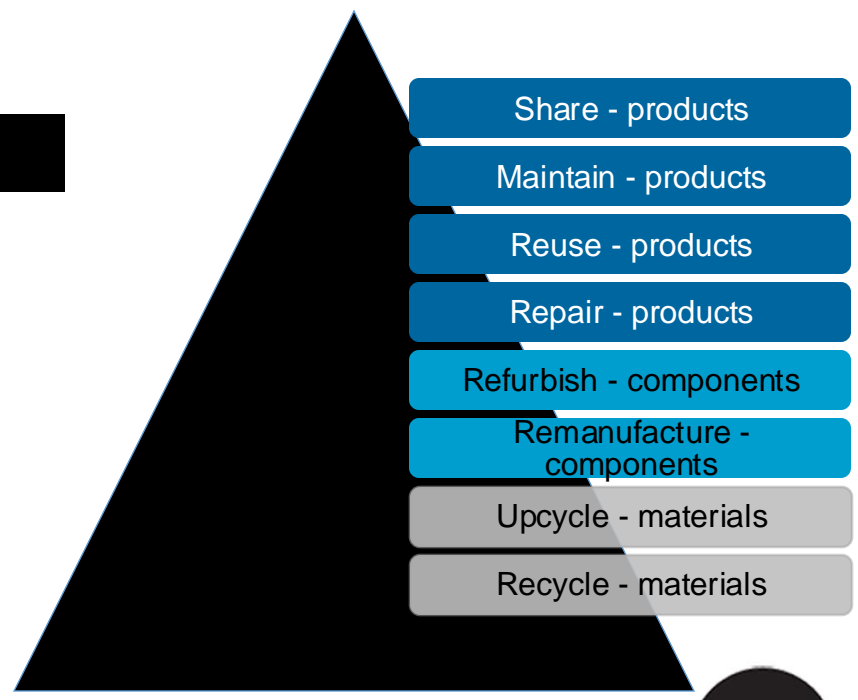 Share - products
Maintain - products
Reuse - products
Repair - products
Refurbish - components
Remanufacture -
components
Upcycle - materials
Recycle - materials